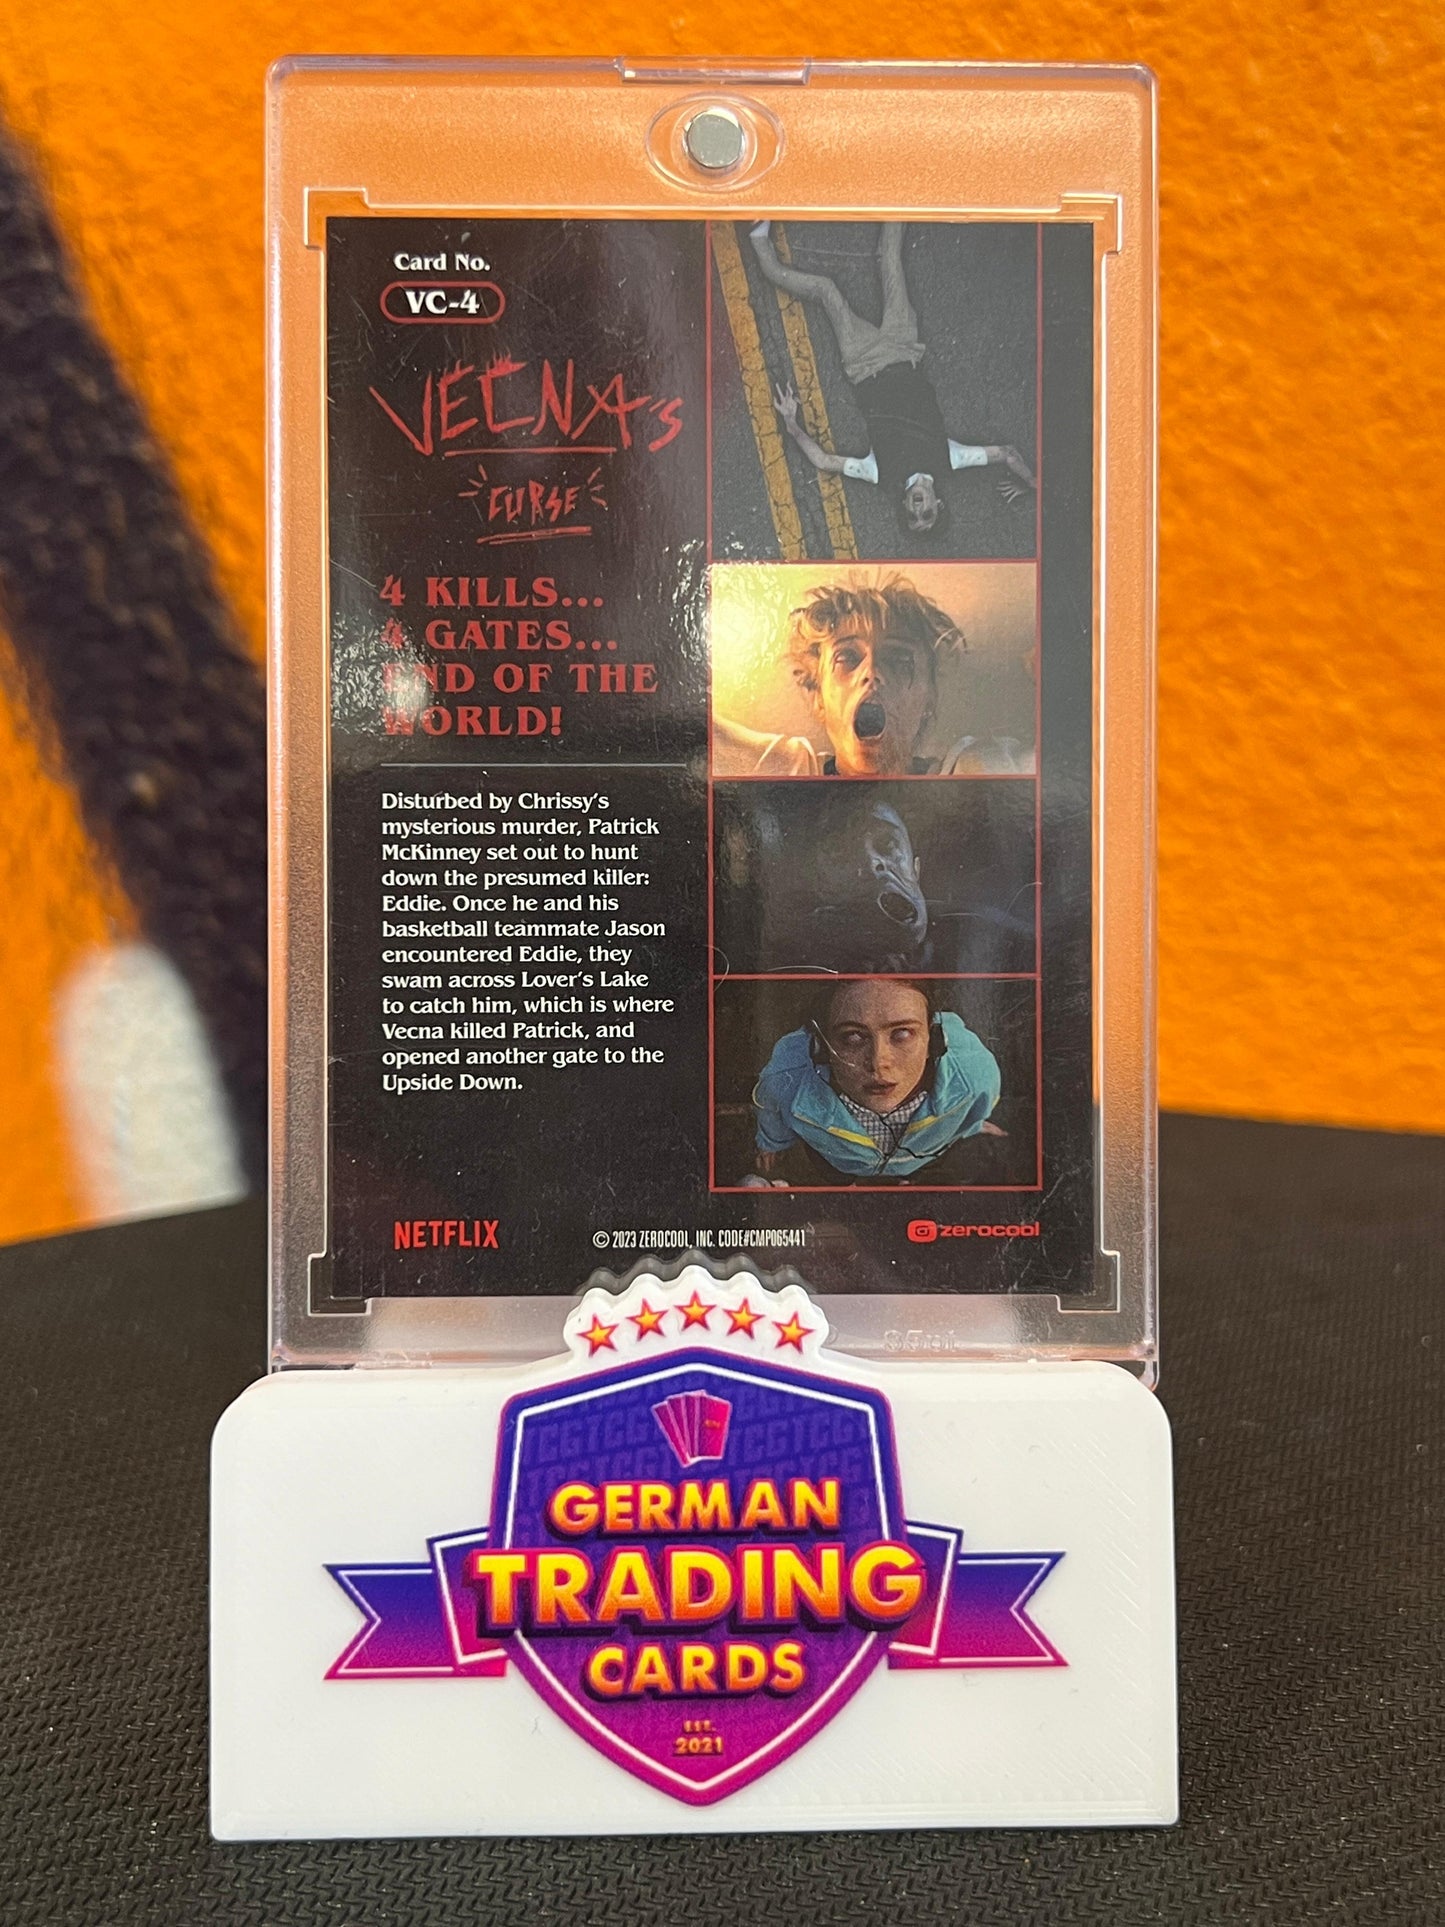 Card No.
VC-4
VECNA's
CURSE
4 KILLS...
4 GATES...
END OF THE
WORLD!
Disturbed by Chrissy's
mysterious murder, Patrick
McKinney set out to hunt
down the presumed killer:
Eddie. Once he and his
basketball teammate Jason
encountered Eddie, they
swam across Lover's Lake
to catch him, which is where
Vecna killed Patrick, and
opened another gate to the
Upside Down.
NETFLIX
© 2023 ZEROCOOL, INC. CODE#CMP065441
zerocool
35pt
GERMAN
TRADING
CARDS
EST.
2021